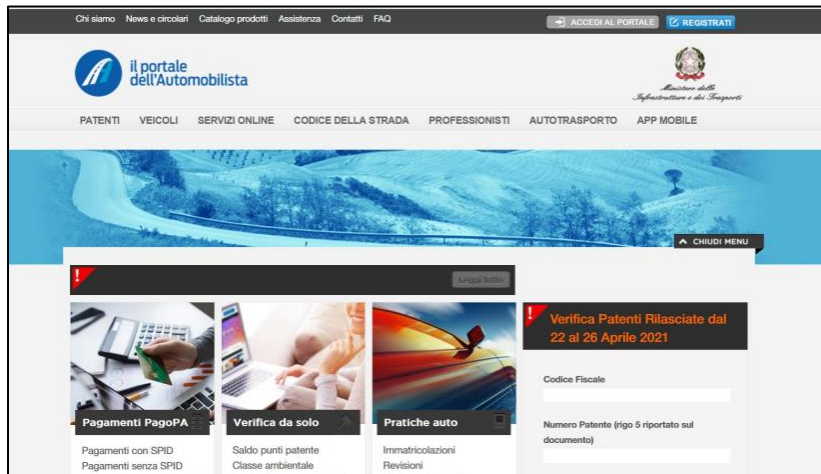 Chi siamo News e circolari Catalogo prodotti Assistenza Contatti FAQ
ACCEDI AL PORTALE REGISTRATI
il portale
dell'Automobilista
Ministero delle
Infrastrutture e dei Trasporti
PATENTI VEICOLI SERVIZI ONLINE CODICE DELLA STRADA PROFESSIONISTI AUTOTRASPORTO APP MOBILE
CHIUDI MENU
! Leggi tutto
! Verifica Patenti Rilasciate dal
22 al 26 Aprile 2021
Codice Fiscale
Numero Patente (rigo 5 riportato sul
documento)
Pagamenti PagoPA
Pagamenti con SPID
Pagamenti senza SPID
Verifica da solo
Saldo punti patente
Classe ambientale
Pratiche auto
Immatricolazioni
Revisioni